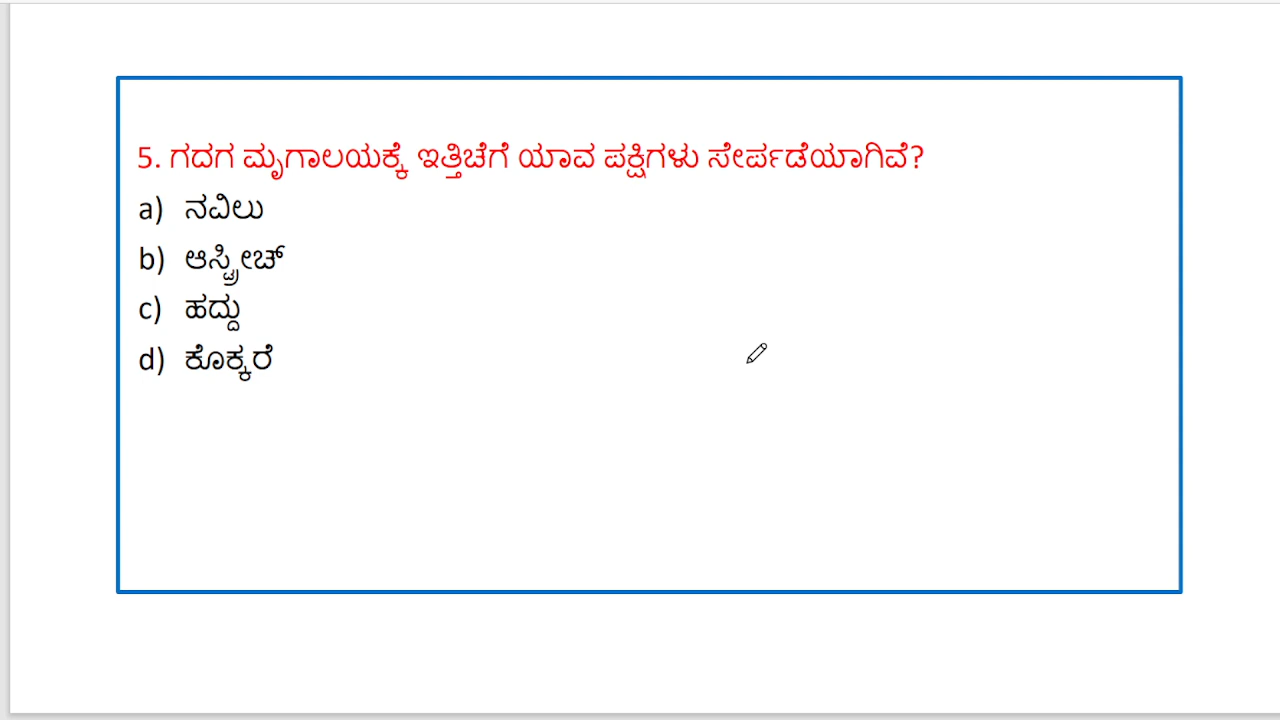 5. ಗದಗ ಮೃಗಾಲಯಕ್ಕೆ ಇತ್ತಿಚೆಗೆ ಯಾವ ಪಕ್ಷಿಗಳು ಸೇರ್ಪಡೆಯಾಗಿವೆ?
a) ನವಿಲು
b) ಆಸ್ಟ್ರೀಚ್
c) ಹದ್ದು
d) ಕೊಕ್ಕರೆ